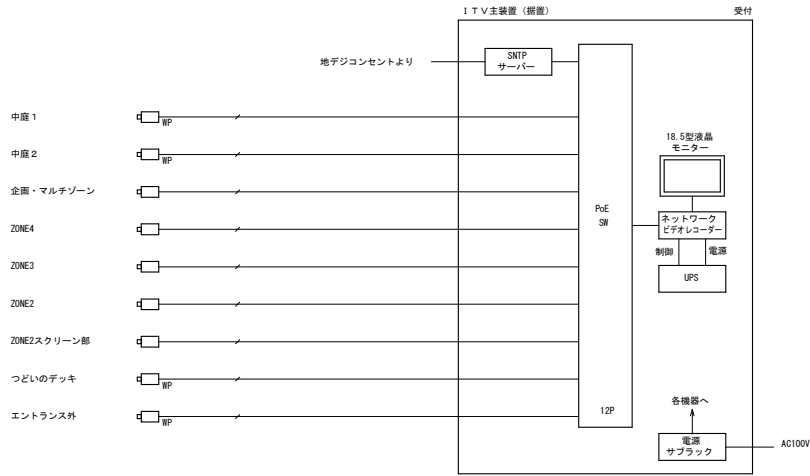 ＩＴＶ主装置（据置）
受付
地デジコンセントより
SNTP
サーバー
中庭１
WP
中庭２
WP
企画・マルチゾーン
ZONE4
ZONE3
ZONE2
ZONE2スクリーン部
つどいのデッキ
WP
エントランス外
WP
PoE
SW
12P
18.5型液晶
モニター
ネットワーク
ビデオレコーダー
制御
電源
UPS
各機器へ
電源
サブラック
AC100V